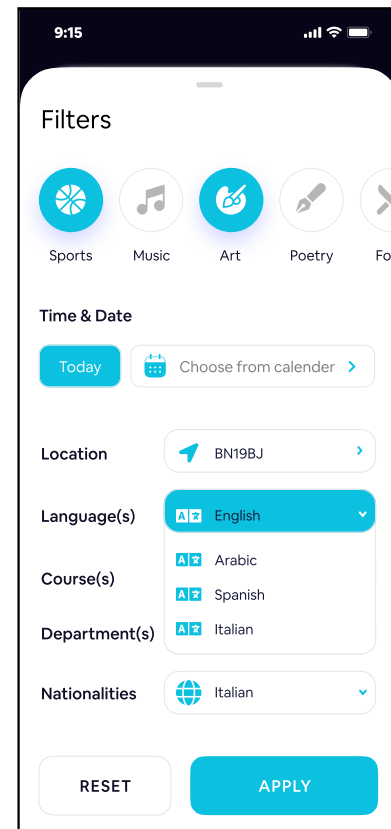 9:15
Filters
Sports Music Art Poetry Fo
Time & Date
Today Choose from calender
Location BN19BJ
Language(s) English
Arabic
Course(s) Spanish
Department(s) Italian
Nationalities Italian
RESET APPLY